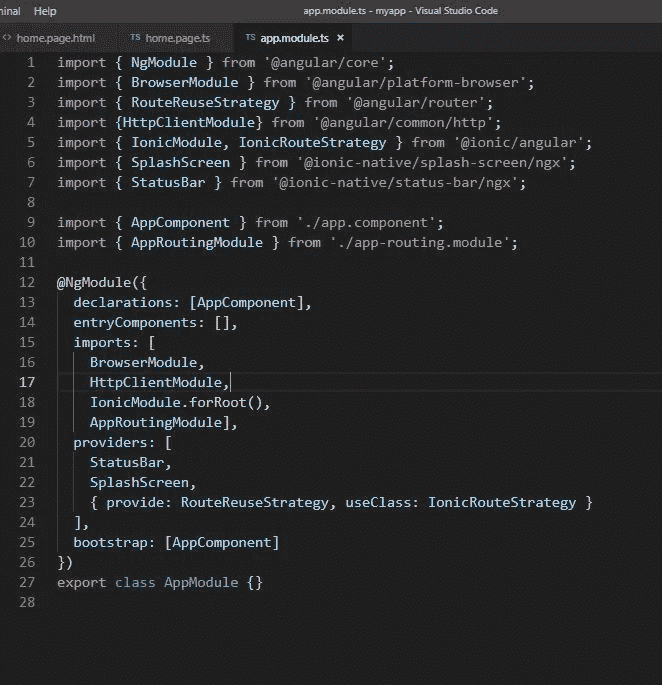 minal Help app.module.ts - myapp - Visual Studio Code
<> home.page.html TS home.page.ts TS app.module.ts ×
1 import { NgModule } from '@angular/core';
2 import { BrowserModule } from '@angular/platform-browser';
3 import { RouteReuseStrategy } from '@angular/router';
4 import {HttpClientModule} from '@angular/common/http';
5 import { IonicModule, IonicRouteStrategy } from '@ionic/angular';
6 import { SplashScreen } from '@ionic-native/splash-screen/ngx';
7 import { StatusBar } from '@ionic-native/status-bar/ngx';
8
9 import { AppComponent } from './app.component';
10 import { AppRoutingModule } from './app-routing.module';
11
12 @NgModule({
13 declarations: [AppComponent],
14 entryComponents: [],
15 imports: [
16 BrowserModule,
17 HttpClientModule,
18 IonicModule.forRoot(),
19 AppRoutingModule],
20 providers: [
21 StatusBar,
22 SplashScreen,
23 { provide: RouteReuseStrategy, useClass: IonicRouteStrategy }
24 ],
25 bootstrap: [AppComponent]
26 })
27 export class AppModule {}
28